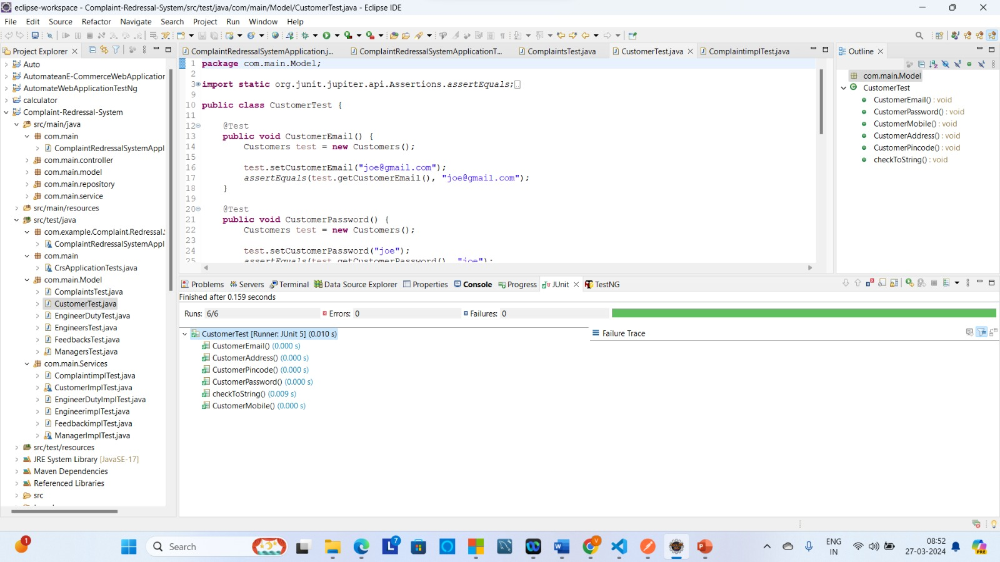 eclipse-workspace - Complaint-Redressal-System/src/test/java/com/main/Model/CustomerTest.java - Eclipse IDE
File Edit Source Refactor Navigate Search Project Run Window Help
Project Explorer
Auto
AutomateanE-CommerceWebApplication
AutomateWebApplicationTestNg
calculator
Complaint-Redressal-System
src/main/java
com.main
ComplaintRedressalSystemAppl
com.main.controller
com.main.model
com.main.repository
com.main.service
src/main/resources
src/test/java
com.example.Complaint.Redressal.
ComplaintRedressalSystemAppl
com.main
CrsApplicationTests.java
com.main.Model
ComplaintsTest.java
CustomerTest.java
EngineerDutyTest.java
EngineersTest.java
FeedbacksTest.java
ManagersTest.java
com.main.Services
ComplaintimplTest.java
CustomerImplTest.java
EngineerDutyImplTest.java
EngineerimplTest.java
FeedbackimplTest.java
ManagerImplTest.java
src/test/resources
JRE System Library [JavaSE-17]
Maven Dependencies
Referenced Libraries
src
ComplaintRedressalSystemApplication.j... ComplaintRedressalSystemApplicationT... ComplaintsTest.java CustomerTest.java ComplaintimplTest.java
1 package com.main.Model;
2
3 import static org.junit.jupiter.api.Assertions.assertEquals;
9
10 public class CustomerTest {
11
12 @Test
13 public void CustomerEmail() {
14 Customers test = new Customers();
15
16 test.setCustomerEmail("joe@gmail.com");
17 assertEquals(test.getCustomerEmail(), "joe@gmail.com");
18 }
19
20 @Test
21 public void CustomerPassword() {
22 Customers test = new Customers();
23
24 test.setCustomerPassword("joe");
25 assertEquals(test.getCustomerPassword(), "joe");
Outline
com.main.Model
CustomerTest
CustomerEmail() : void
CustomerPassword() : void
CustomerMobile() : void
CustomerAddress() : void
CustomerPincode() : void
checkToString() : void
Problems Servers Terminal Data Source Explorer Properties Console Progress JUnit TestNG
Finished after 0.159 seconds
Runs: 6/6 Errors: 0 Failures: 0
CustomerTest [Runner: JUnit 5] (0.010 s)
CustomerEmail() (0.000 s)
CustomerAddress() (0.000 s)
CustomerPincode() (0.000 s)
CustomerPassword() (0.000 s)
checkToString() (0.009 s)
CustomerMobile() (0.000 s)
Failure Trace
1
Search
7
ENG
IN
08:52
27-03-2024